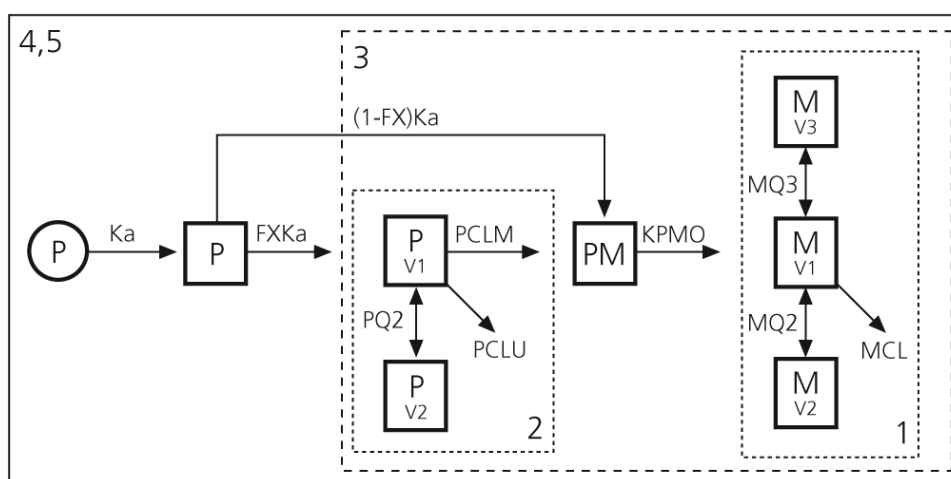 4,5
3
(1-FX)Ka
M
V3
MQ3
P
Ka
P
FXKa
P
V1
PCLM
PM
KPMO
M
V1
PQ2
PCLU
MQ2
MCL
P
V2
2
M
V2
1